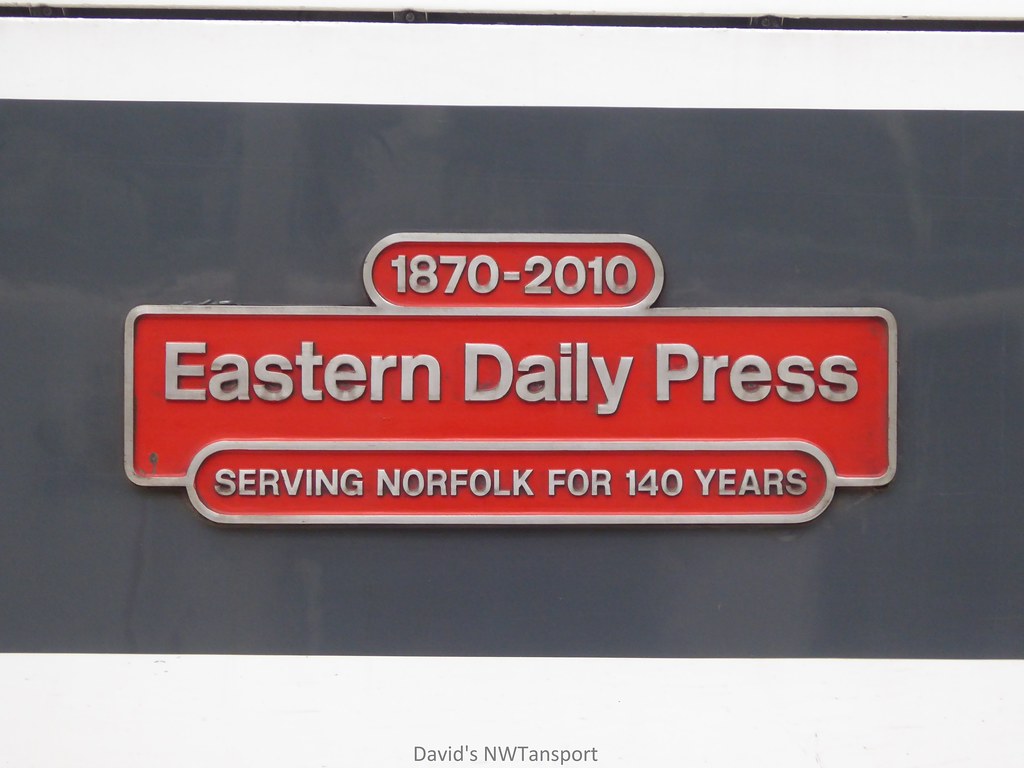 1870-2010
Eastern Daily Press
SERVING NORFOLK FOR 140 YEARS
David's NWTansport